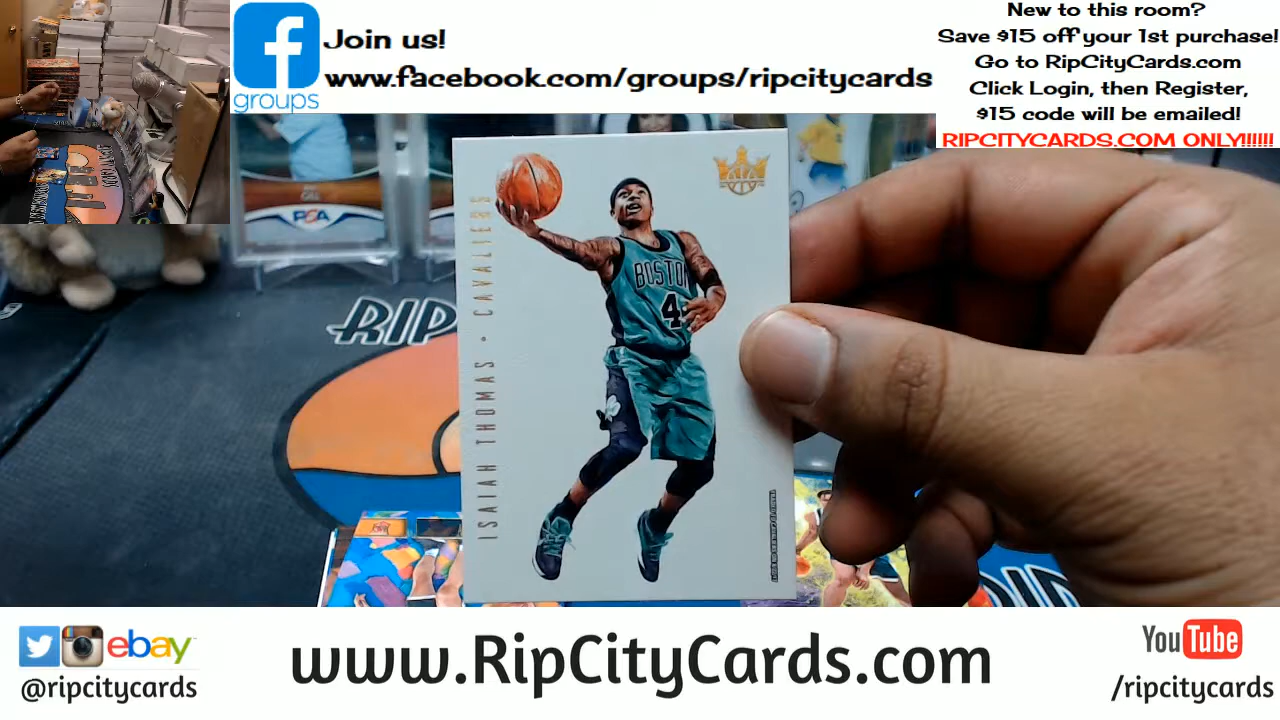 groups
Join us!
www.facebook.com/groups/ripcitycards
New to this room?
Save $15 off your 1st purchase!
Go to RipCityCards.com
Click Login, then Register,
$15 code will be emailed!
RIPCITYCARDS.COM ONLY!!!!!!
PSA
RIP
ISAIAH THOMAS • CAVALIERS
BOSTON
4
ebay
@ripcitycards
www.RipCityCards.com
YouTube
/ripcitycards